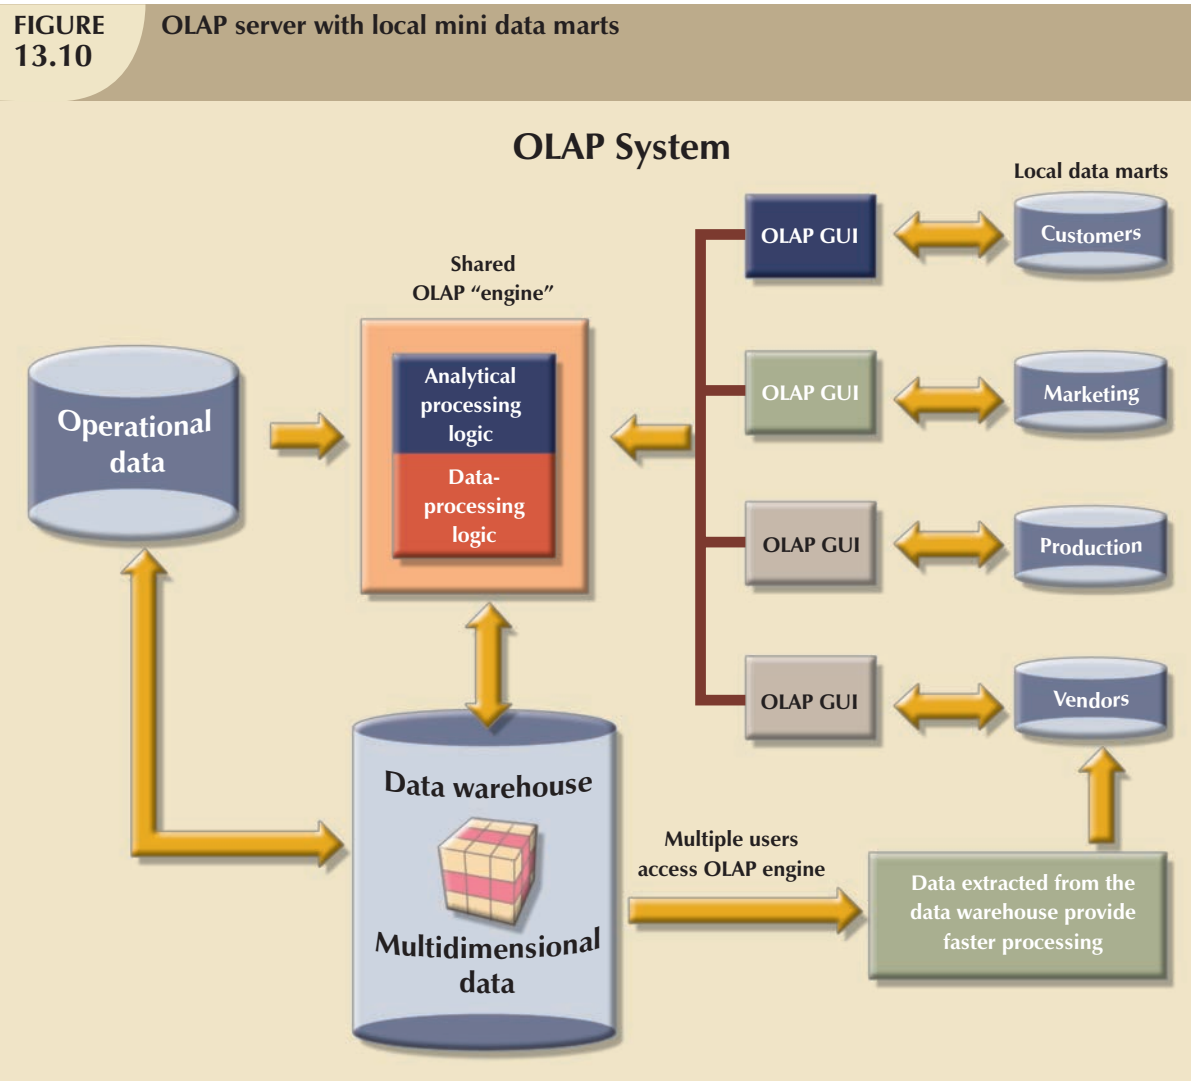 FIGURE
13.10
OLAP server with local mini data marts
OLAP System
Local data marts
Shared
OLAP “engine”
Analytical
processing
logic
Data-
processing
logic
Operational
data
OLAP GUI
Customers
OLAP GUI
Marketing
OLAP GUI
Production
OLAP GUI
Vendors
Data warehouse
Multidimensional
data
Multiple users
access OLAP engine
Data extracted from the
data warehouse provide
faster processing